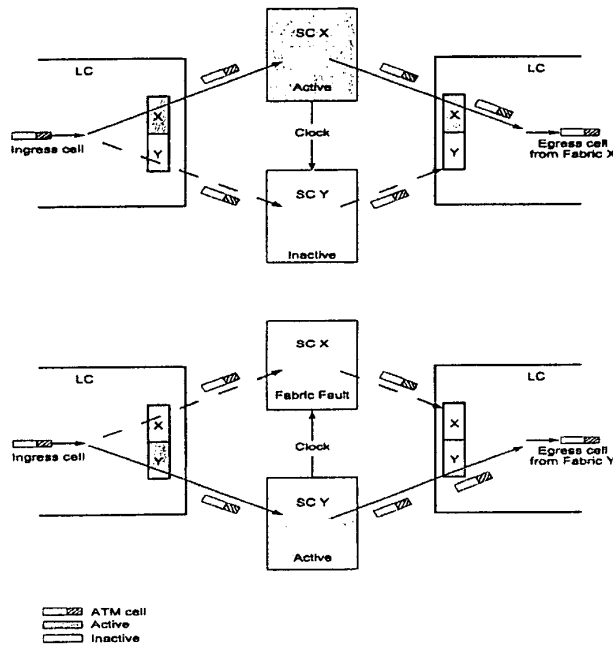 SC X
LC
LC
Active
X
Y
X
Y
Clock
Ingress cell
Egress cell
from Fabric X
SC Y
Inactive
SC X
LC
LC
Fabric Fault
X
Y
X
Y
Clock
Ingress cell
Egress cell
from Fabric Y
SC Y
Active
ATM cell
Active
Inactive